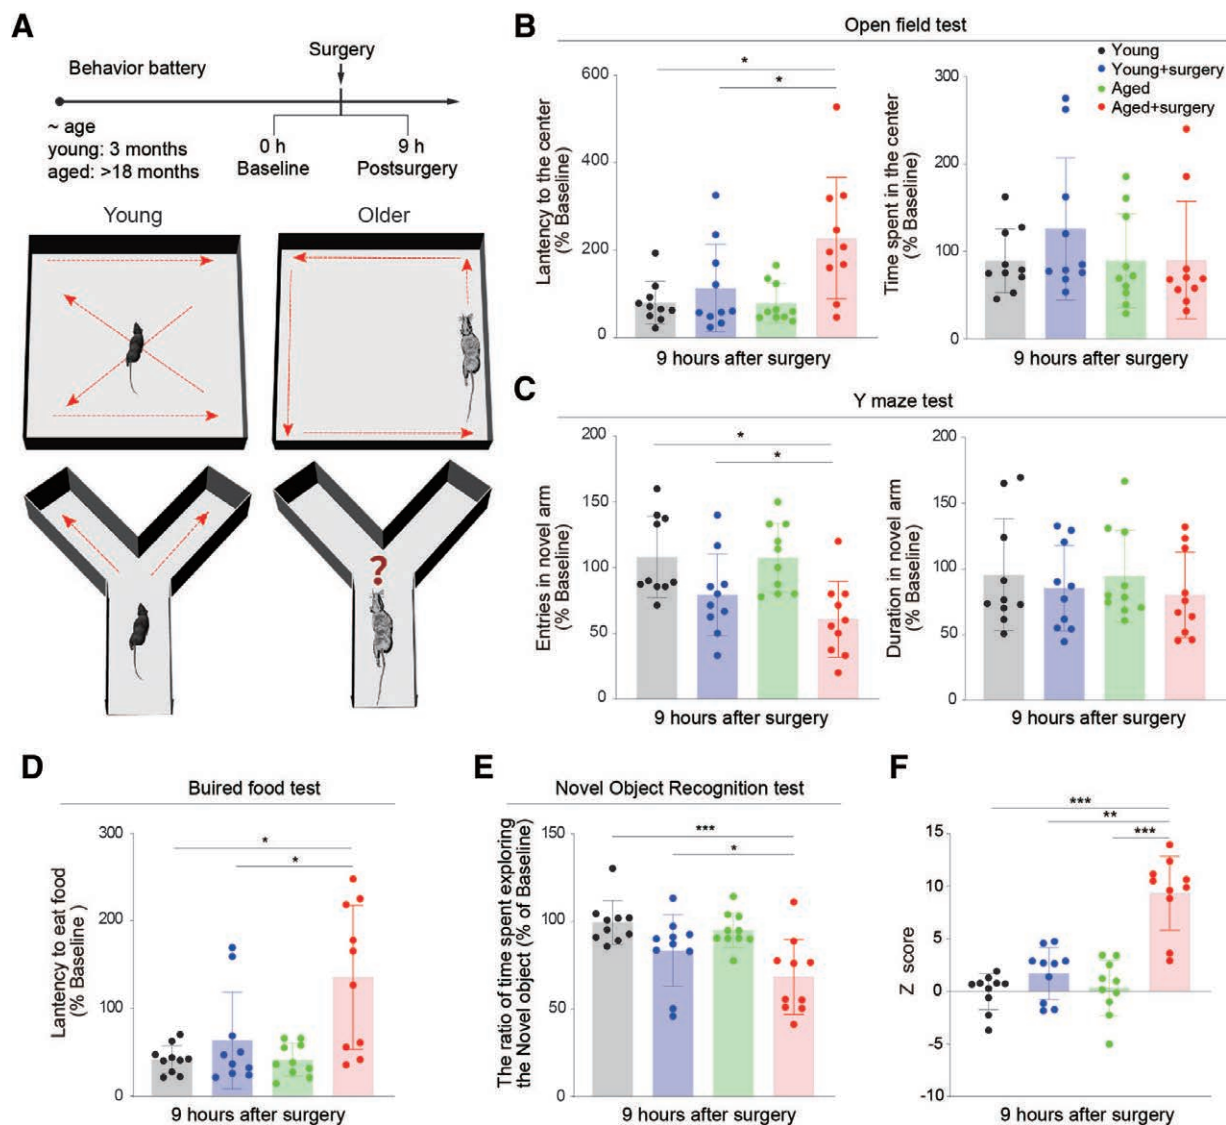 A
Behavior battery
Surgery
~ age
young: 3 months
aged: >18 months
0 h
Baseline
9 h
Postsurgery
Young
Older
?
B
Open field test
Young
Young+surgery
Aged
Aged+surgery
Lantency to the center
(% Baseline)
600
400
200
0
*
*
9 hours after surgery
Time spent in the center
(% Baseline)
300
200
100
0
9 hours after surgery
C
Y maze test
Entries in novel arm
(% Baseline)
200
150
100
50
0
*
*
9 hours after surgery
Duration in novel arm
(% Baseline)
200
150
100
50
0
9 hours after surgery
D
Buired food test
Lantency to eat food
(% Baseline )
300
200
100
0
*
*
9 hours after surgery
E
Novel Object Recognition test
The ratio of time spent exploring
the Novel object (% of Baseline)
150
100
50
0
***
*
9 hours after surgery
F
Z score
15
10
5
0
-5
-10
***
**
***
9 hours after surgery